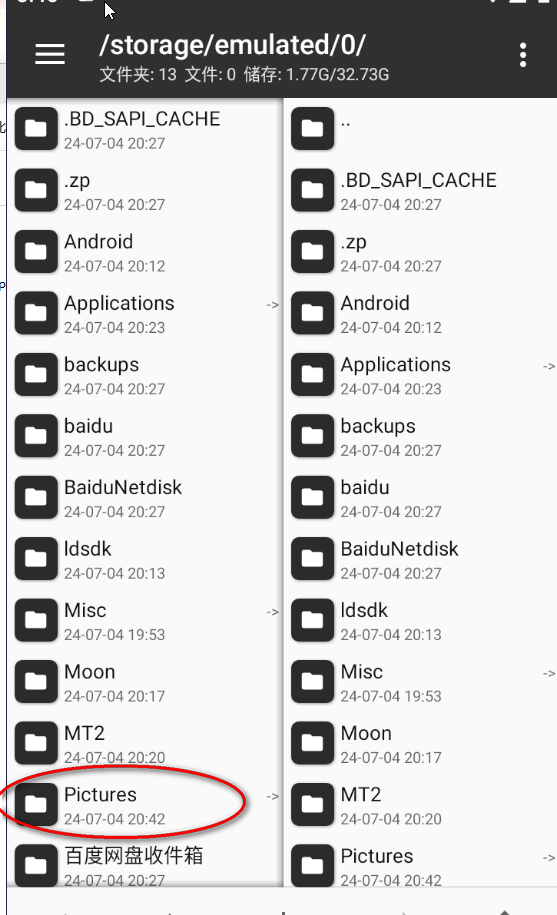 /storage/emulated/0/
文件夹: 13 文件: 0 储存: 1.77G/32.73G
.BD_SAPI_CACHE
24-07-04 20:27
.zp
24-07-04 20:27
Android
24-07-04 20:12
Applications ->
24-07-04 20:23
backups
24-07-04 20:27
baidu
24-07-04 20:27
BaiduNetdisk
24-07-04 20:27
ldsdk
24-07-04 20:13
Misc ->
24-07-04 19:53
Moon
24-07-04 20:17
MT2
24-07-04 20:20
Pictures ->
24-07-04 20:42
百度网盘收件箱
24-07-04 20:27
..
.BD_SAPI_CACHE
24-07-04 20:27
.zp
24-07-04 20:27
Android
24-07-04 20:12
Applications ->
24-07-04 20:23
backups
24-07-04 20:27
baidu
24-07-04 20:27
BaiduNetdisk
24-07-04 20:27
ldsdk
24-07-04 20:13
Misc ->
24-07-04 19:53
Moon
24-07-04 20:17
MT2
24-07-04 20:20
Pictures ->
24-07-04 20:42